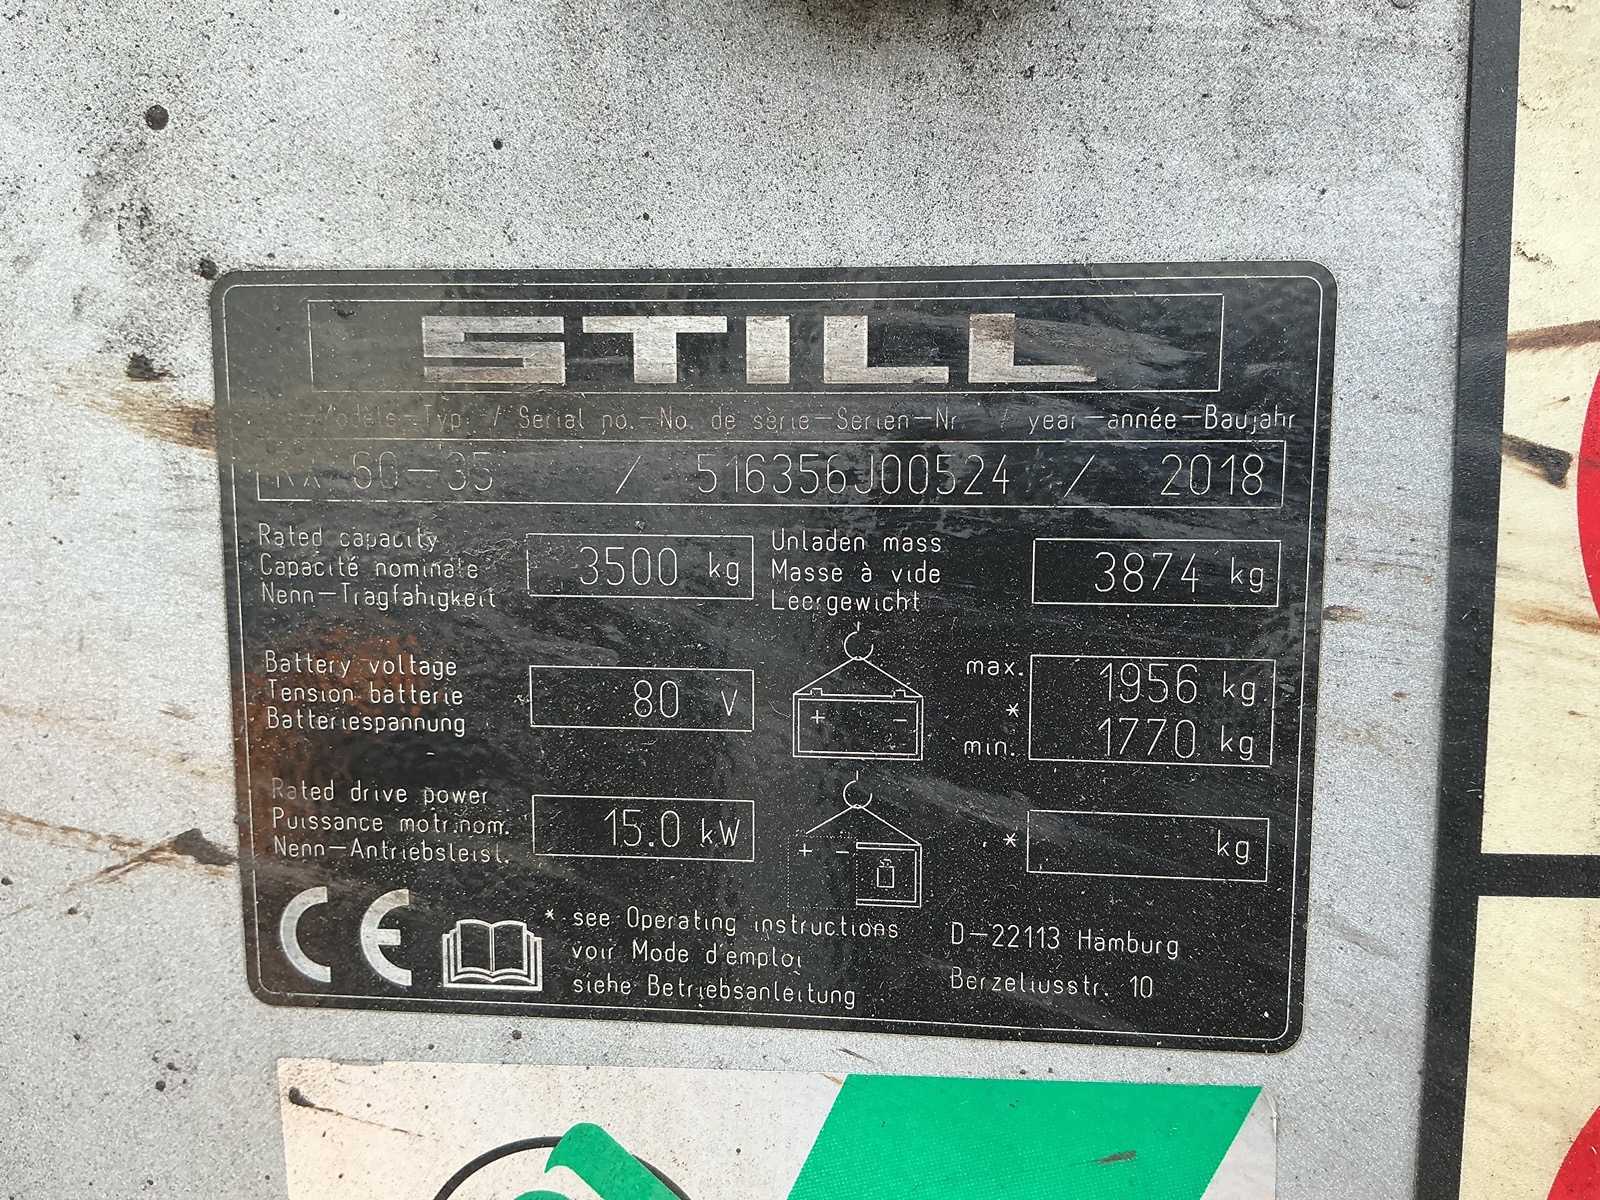 STILL
Modèle-Typ / Serial no.-No. de série-Serien-Nr / year-année-Baujahr
RX 60-35 / 516356J00524 / 2018
Rated capacity
Capacité nominale
Nenn-Tragfähigkeit
3500 kg
Unladen mass
Masse à vide
Leergewicht
3874 kg
Battery voltage
Tension batterie
Batteriespannung
80 V
+ -
max. 1956 kg
*
min. 1770 kg
Rated drive power
Puissance motr.nom.
Nenn-Antriebsleist.
15.0 kW
+ -
* kg
CE
* see Operating instructions
voir Mode d'emploi
siehe Betriebsanleitung
D-22113 Hamburg
Berzeliusstr. 10